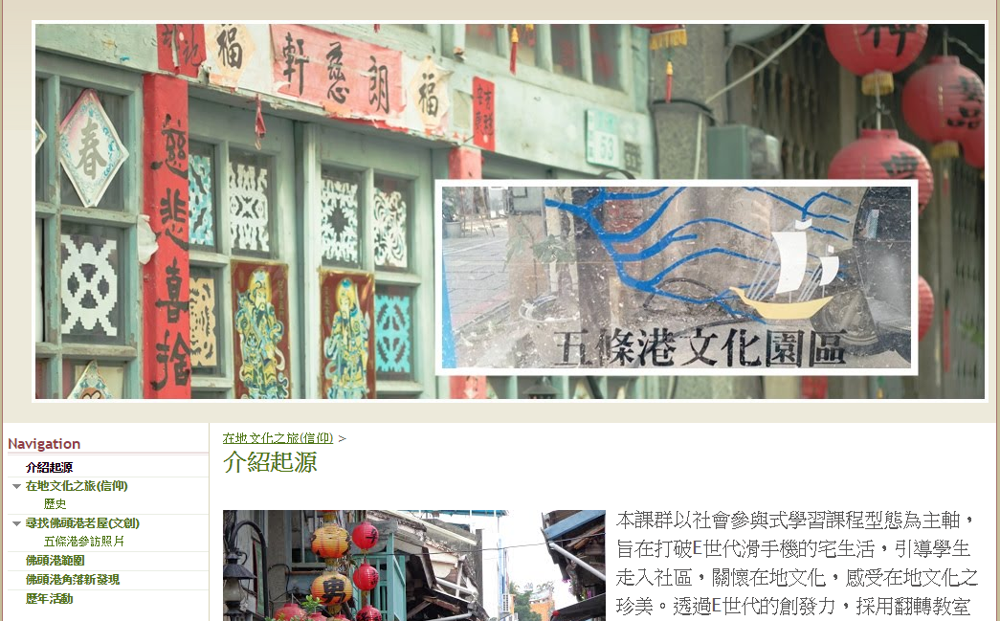 福
軒慈朗
福
春
慈悲喜捨
53
五條港文化園區
Navigation
介紹起源
在地文化之旅(信仰)
歷史
尋找佛頭港老屋(文創)
五條港參訪照片
佛頭港範圍
佛頭港角落新發現
歷年活動
在地文化之旅(信仰) >
介紹起源
本課群以社會參與式學習課程型態為主軸，
旨在打破E世代滑手機的宅生活，引導學生
走入社區，關懷在地文化，感受在地文化之
珍美。透過E世代的創發力，採用翻轉教室